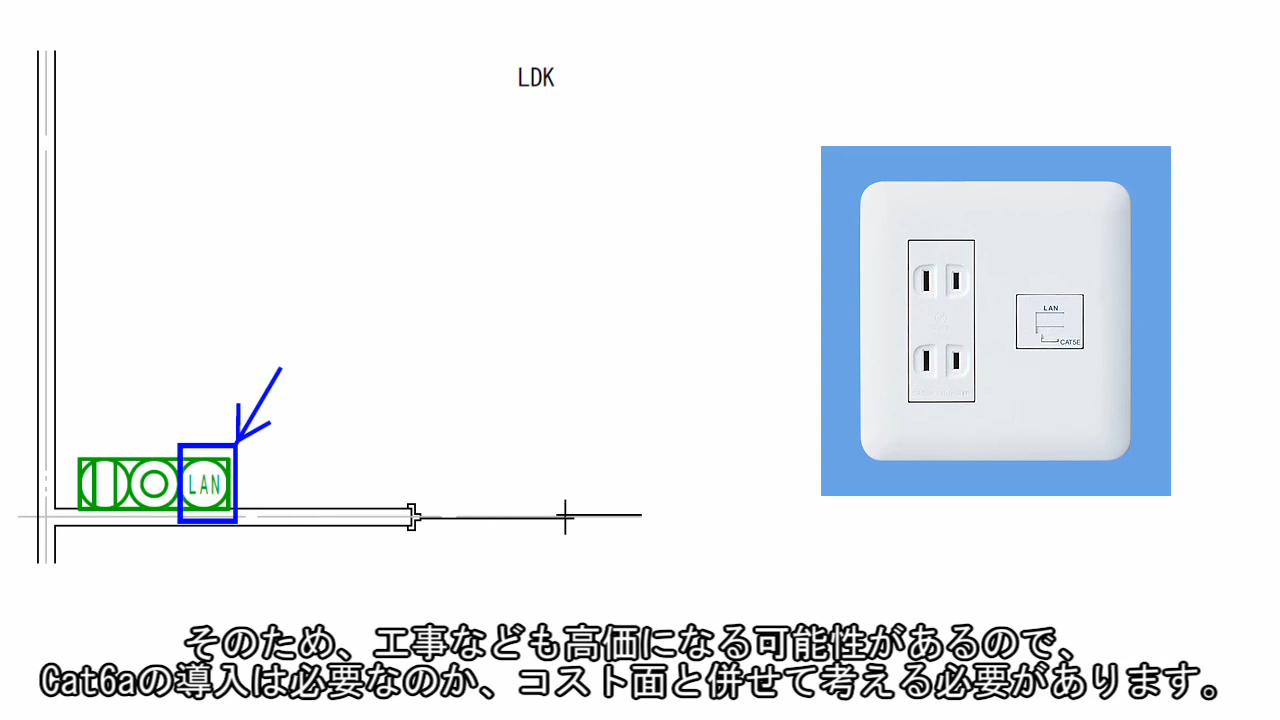 LDK
LAN
CAT5E
LAN
そのため、工事なども高価になる可能性があるので、
Cat6aの導入は必要なのか、コスト面と併せて考える必要があります。